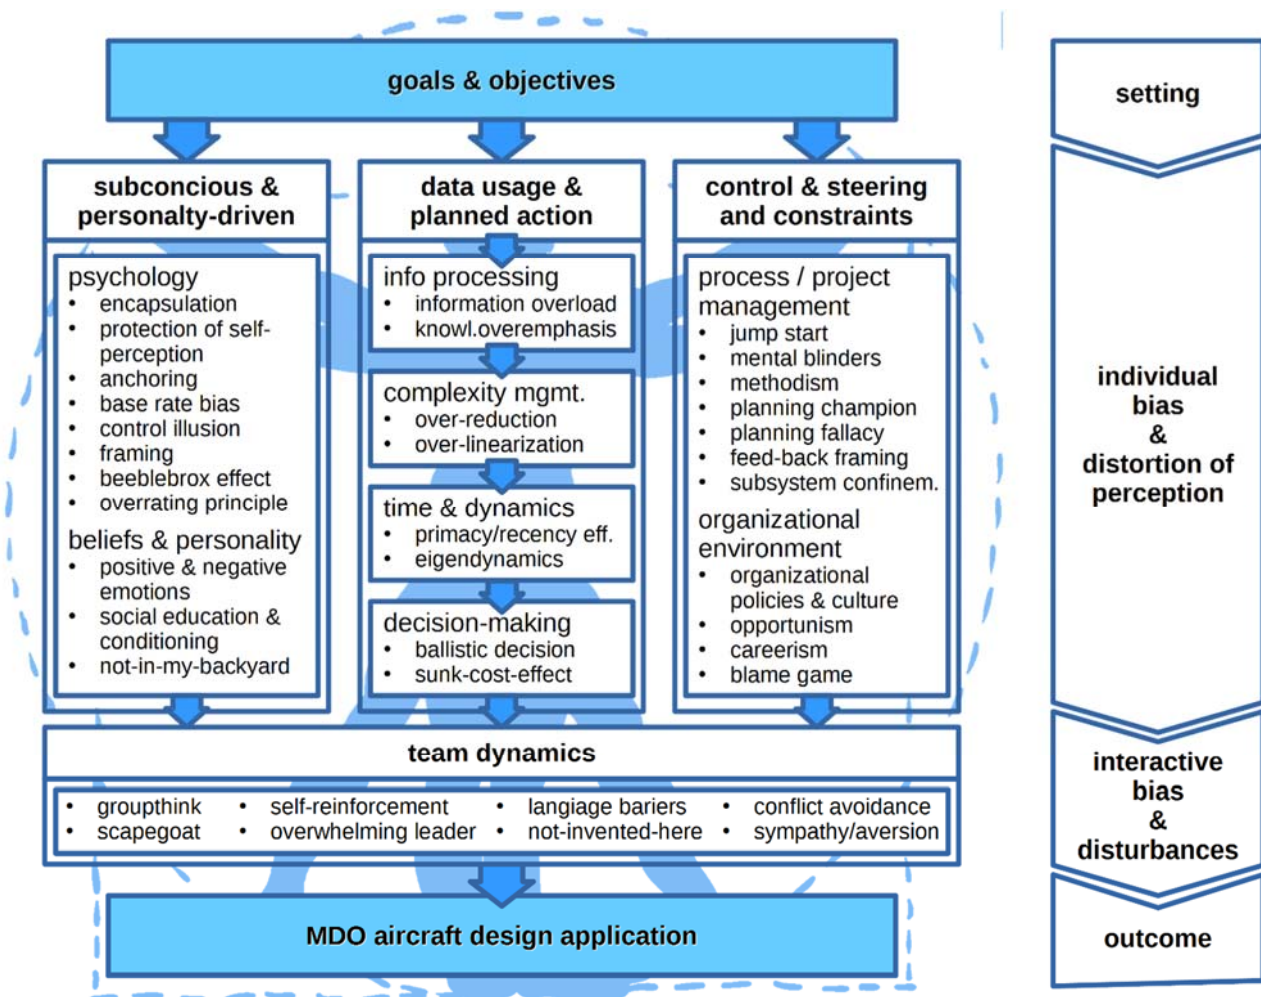 goals & objectives
setting
subconcious &
personalty-driven
psychology
• encapsulation
• protection of self-
perception
• anchoring
• base rate bias
• control illusion
• framing
• beeblebrox effect
• overrating principle
beliefs & personality
• positive & negative
emotions
• social education &
conditioning
• not-in-my-backyard
data usage &
planned action
info processing
• information overload
• knowl.overemphasis
complexity mgmt.
• over-reduction
• over-linearization
time & dynamics
• primacy/recency eff.
• eigendynamics
decision-making
• ballistic decision
• sunk-cost-effect
control & steering
and constraints
process / project
management
• jump start
• mental blinders
• methodism
• planning champion
• planning fallacy
• feed-back framing
• subsystem confinem.
organizational
environment
• organizational
policies & culture
• opportunism
• careerism
• blame game
individual
bias
&
distortion of
perception
team dynamics
• groupthink • self-reinforcement • langiage bariers • conflict avoidance
• scapegoat • overwhelming leader • not-invented-here • sympathy/aversion
interactive
bias
&
disturbances
MDO aircraft design application
outcome